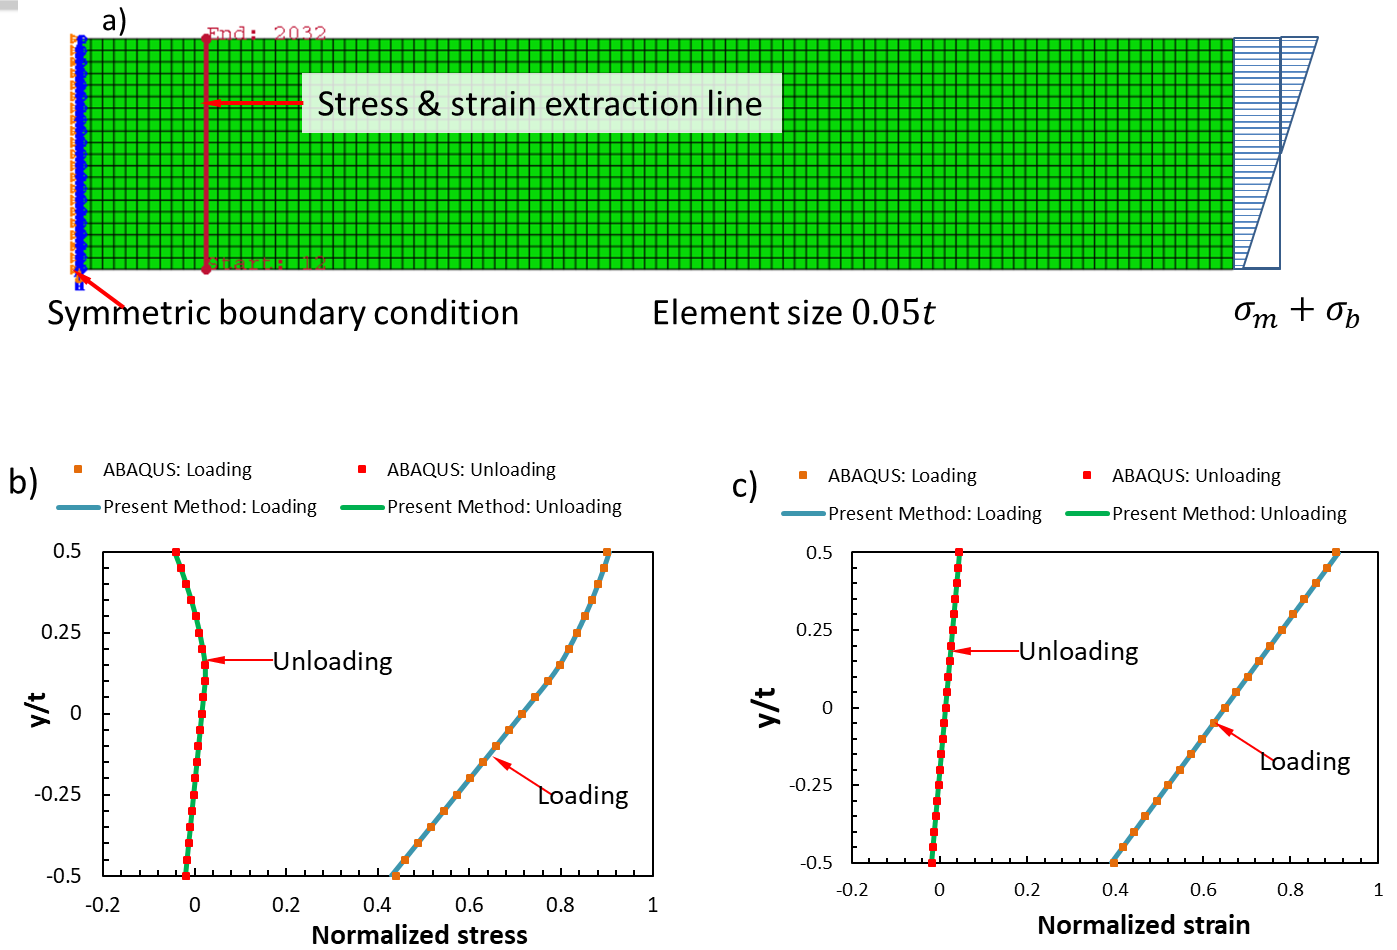 a)
End: 2032
Stress & strain extraction line
Start: 12
Symmetric boundary condition
Element size 0.05t
σm + σb
b)
ABAQUS: Loading
ABAQUS: Unloading
Present Method: Loading
Present Method: Unloading
0.5
0.25
0
-0.25
-0.5
y/t
Unloading
Loading
-0.2
0
0.2
0.4
0.6
0.8
1
Normalized stress
c)
ABAQUS: Loading
ABAQUS: Unloading
Present Method: Loading
Present Method: Unloading
0.5
0.25
0
-0.25
-0.5
y/t
Unloading
Loading
-0.2
0
0.2
0.4
0.6
0.8
1
Normalized strain